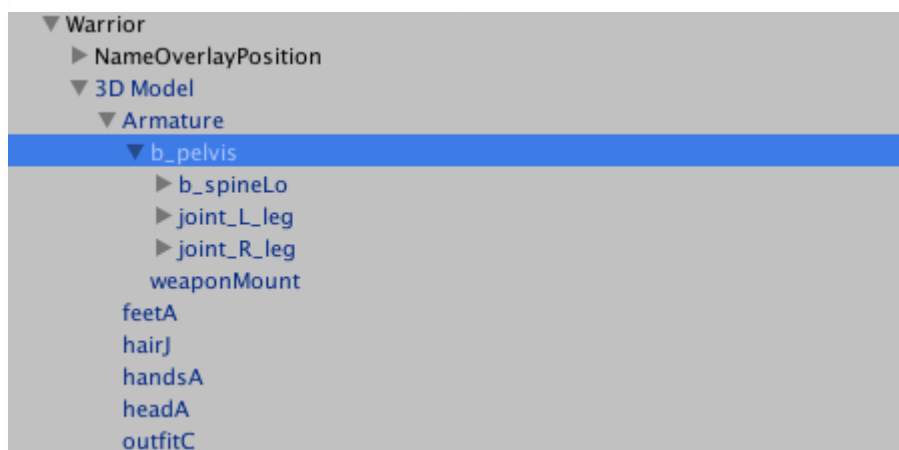 Warrior
NameOverlayPosition
3D Model
Armature
b_pelvis
b_spineLo
joint_L_leg
joint_R_leg
weaponMount
feetA
hairJ
handsA
headA
outfitC